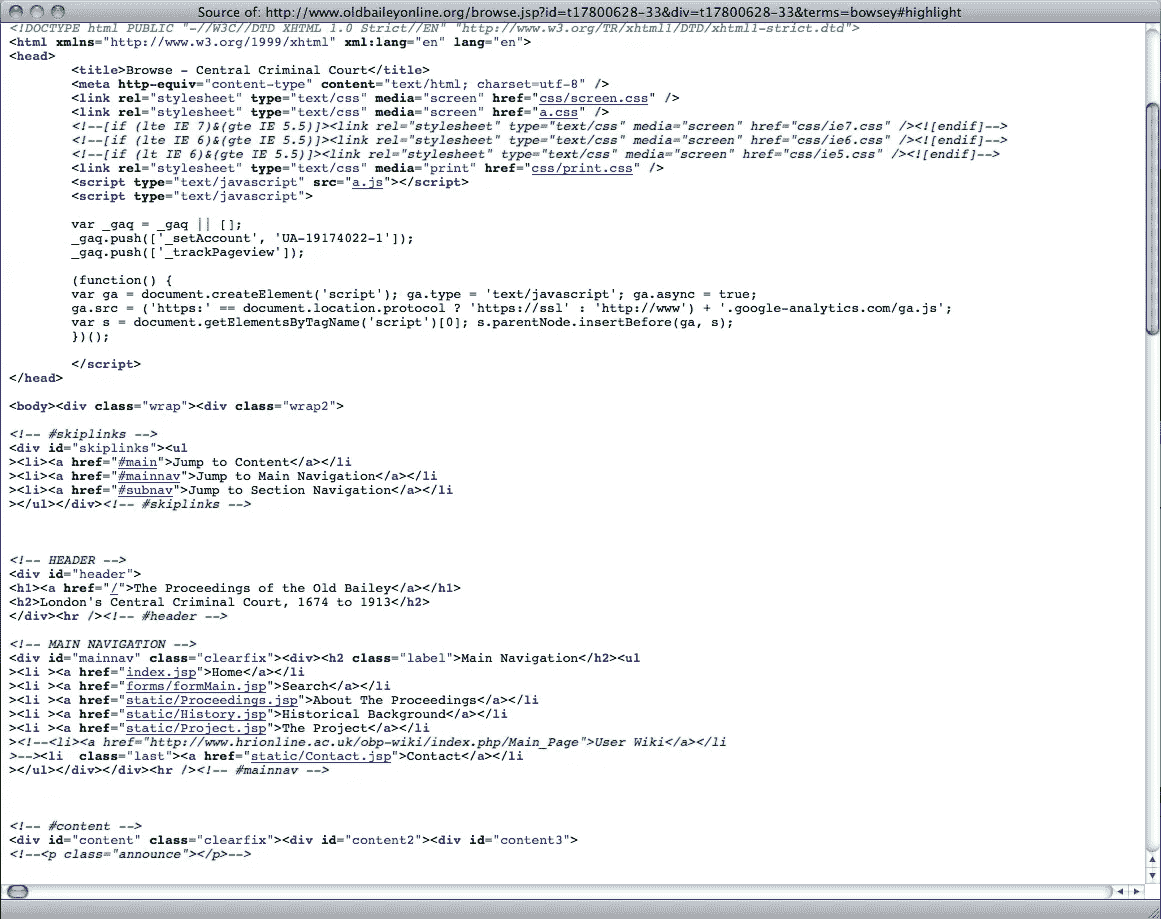 Source of: http://www.oldbaileyonline.org/browse.jsp?id=t17800628-33&div=t17800628-33&terms=bowsey#highlight
<!DOCTYPE html PUBLIC "-//W3C//DTD XHTML 1.0 Strict//EN" "http://www.w3.org/TR/xhtml1/DTD/xhtml1-strict.dtd">
<html xmlns="http://www.w3.org/1999/xhtml" xml:lang="en" lang="en">
<head>
<title>Browse - Central Criminal Court</title>
<meta http-equiv="content-type" content="text/html; charset=utf-8" />
<link rel="stylesheet" type="text/css" media="screen" href="css/screen.css" />
<link rel="stylesheet" type="text/css" media="screen" href="a.css" />
<!--[if (lte IE 7)&(gte IE 5.5)]><link rel="stylesheet" type="text/css" media="screen" href="css/ie7.css" /><![endif]-->
<!--[if (lte IE 6)&(gte IE 5.5)]><link rel="stylesheet" type="text/css" media="screen" href="css/ie6.css" /><![endif]-->
<!--[if (lt IE 6)&(gte IE 5.5)]><link rel="stylesheet" type="text/css" media="screen" href="css/ie5.css" /><![endif]-->
<link rel="stylesheet" type="text/css" media="print" href="css/print.css" />
<script type="text/javascript" src="a.js"></script>
<script type="text/javascript">
var _gaq = _gaq || [];
_gaq.push(['_setAccount', 'UA-19174022-1']);
_gaq.push(['_trackPageview']);
(function() {
var ga = document.createElement('script'); ga.type = 'text/javascript'; ga.async = true;
ga.src = ('https:' == document.location.protocol ? 'https://ssl' : 'http://www') + '.google-analytics.com/ga.js';
var s = document.getElementsByTagName('script')[0]; s.parentNode.insertBefore(ga, s);
})();
</script>
</head>
<body><div class="wrap"><div class="wrap2">
<!-- #skiplinks -->
<div id="skiplinks"><ul
><li><a href="#main">Jump to Content</a></li
><li><a href="#mainnav">Jump to Main Navigation</a></li
><li><a href="#subnav">Jump to Section Navigation</a></li
></ul></div><!-- #skiplinks -->
<!-- HEADER -->
<div id="header">
<h1><a href="/">The Proceedings of the Old Bailey</a></h1>
<h2>London's Central Criminal Court, 1674 to 1913</h2>
</div><hr /><!-- #header -->
<!-- MAIN NAVIGATION -->
<div id="mainnav" class="clearfix"><div><h2 class="label">Main Navigation</h2><ul
><li ><a href="index.jsp">Home</a></li
><li ><a href="forms/formMain.jsp">Search</a></li
><li ><a href="static/Proceedings.jsp">About The Proceedings</a></li
><li ><a href="static/History.jsp">Historical Background</a></li
><li ><a href="static/Project.jsp">The Project</a></li
><!--<li><a href="http://www.hrionline.ac.uk/obp-wiki/index.php/Main_Page">User Wiki</a></li
>--><li  class="last"><a href="static/Contact.jsp">Contact</a></li
></ul></div></div><hr /><!-- #mainnav -->
<!-- #content -->
<div id="content" class="clearfix"><div id="content2"><div id="content3">
<!--<p class="announce"></p>-->